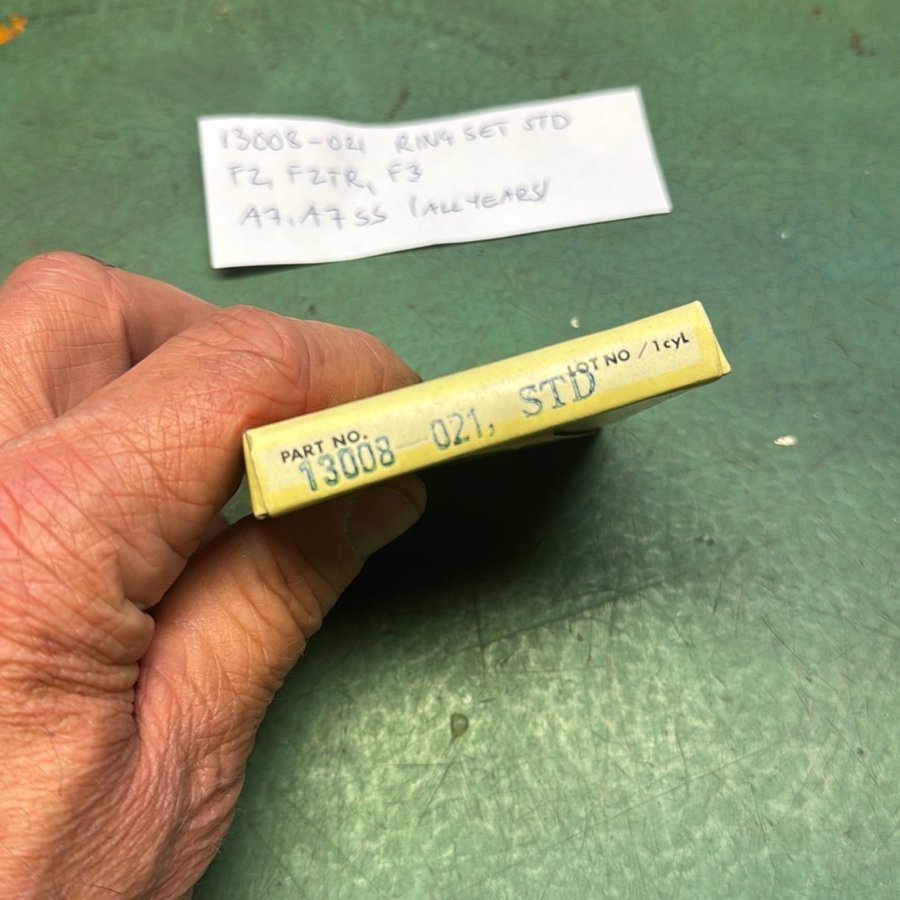 13008-021 RING SET STD
F2, F2TR, F3
A7, A7SS (ALL YEARS)
PART NO. LOT NO /1cyL
13008-021, STD